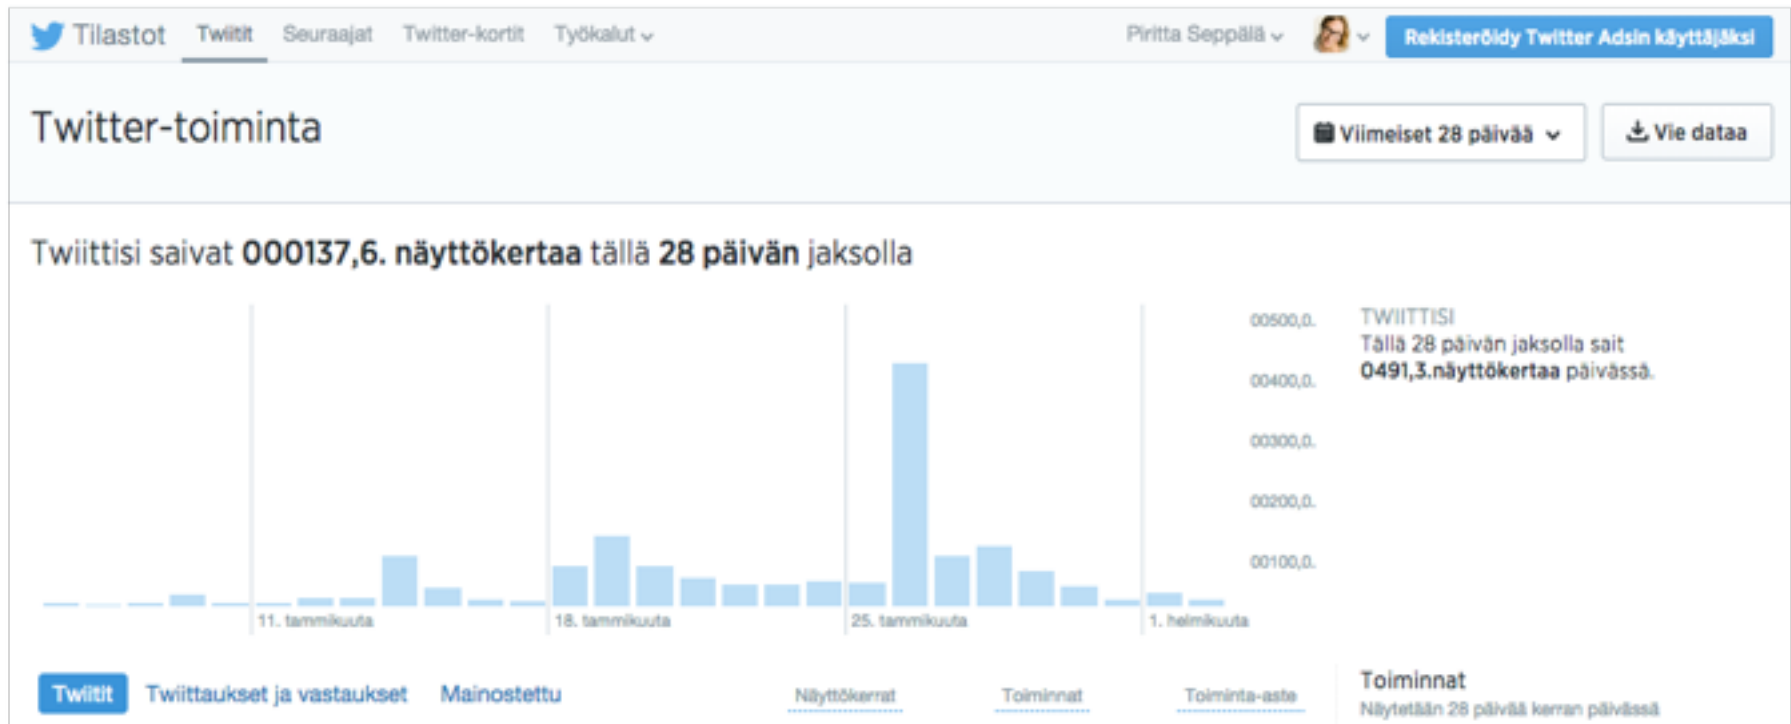 Tilastot Twiitit Seuraajat Twitter-kortit Työkalut Piritta Seppälä Rekisteröidy Twitter Adsin käyttäjäksi
Twitter-toiminta
Viimeiset 28 päivää Vie dataa
Twiittisi saivat 000137,6. näyttökertaa tällä 28 päivän jaksolla
00500,0.
00400,0.
00300,0.
00200,0.
00100,0.
TWIITTISI
Tällä 28 päivän jaksolla sait
0491,3.näyttökertaa päivässä.
11. tammikuuta 18. tammikuuta 25. tammikuuta 1. helmikuuta
Twiitit Twiittaukset ja vastaukset Mainostettu Näyttökerrat Toiminnat Toiminta-aste
Toiminnat
Näytetään 28 päivää kerran päivässä